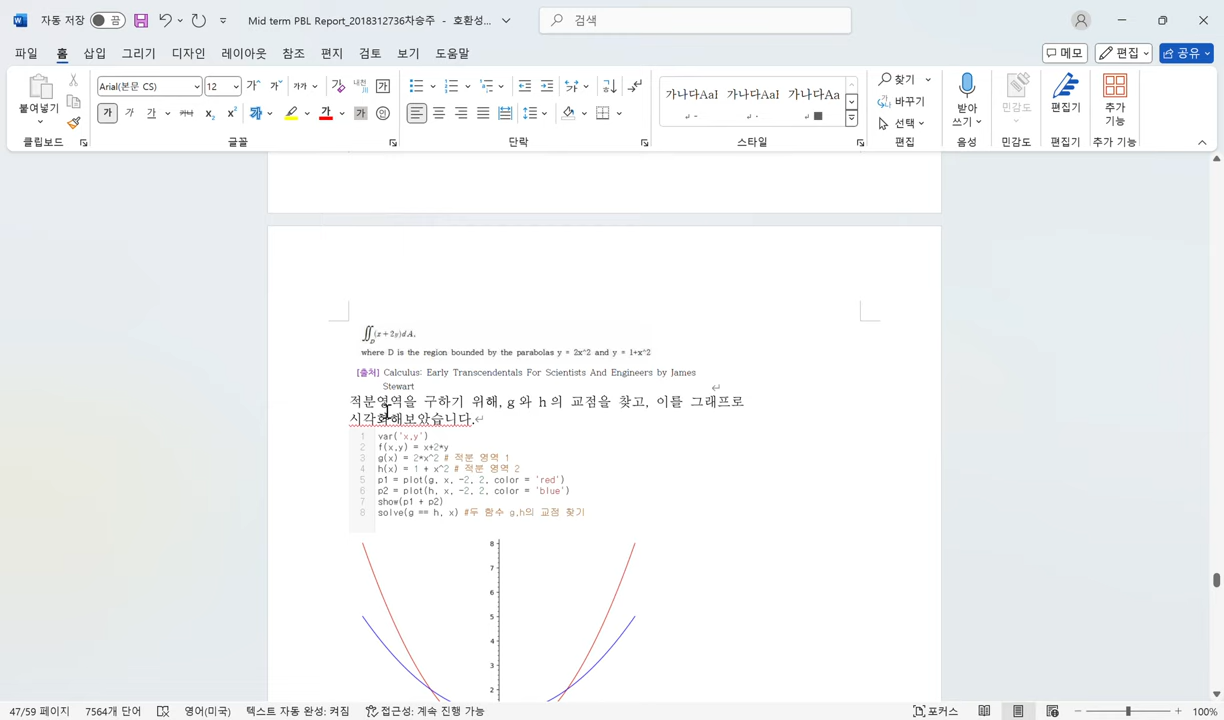 자동 저장 끔 Mid term PBL Report_2018312736차승주 - 호환성... 검색
파일 홈 삽입 그리기 디자인 레이아웃 참조 편지 검토 보기 도움말 메모 편집 공유
붙여넣기 Arial(본문 CS) 12 가나다AaI 가나다AaI 가나다Aa 찾기 바꾸기 선택 받아쓰기 민감도 편집기 추가 기능
클립보드 글꼴 단락 스타일 편집 음성 민감도 편집기 추가 기능
∬D (x + 2y)dA,
where D is the region bounded by the parabolas y = 2x^2 and y = 1+x^2
[출처] Calculus: Early Transcendentals For Scientists And Engineers by James
Stewart
적분영역을 구하기 위해, g 와 h 의 교점을 찾고, 이를 그래프로
시각화해보았습니다.
1 var('x,y')
2 f(x,y) = x+2*y
3 g(x) = 2*x^2 # 적분 영역 1
4 h(x) = 1 + x^2 # 적분 영역 2
5 p1 = plot(g, x, -2, 2, color = 'red')
6 p2 = plot(h, x, -2, 2, color = 'blue')
7 show(p1 + p2)
8 solve(g == h, x) #두 함수 g,h의 교점 찾기
8
7
6
5
4
3
2
47/59 페이지 7564개 단어 영어(미국) 텍스트 자동 완성: 켜짐 접근성: 계속 진행 가능 포커스 100%